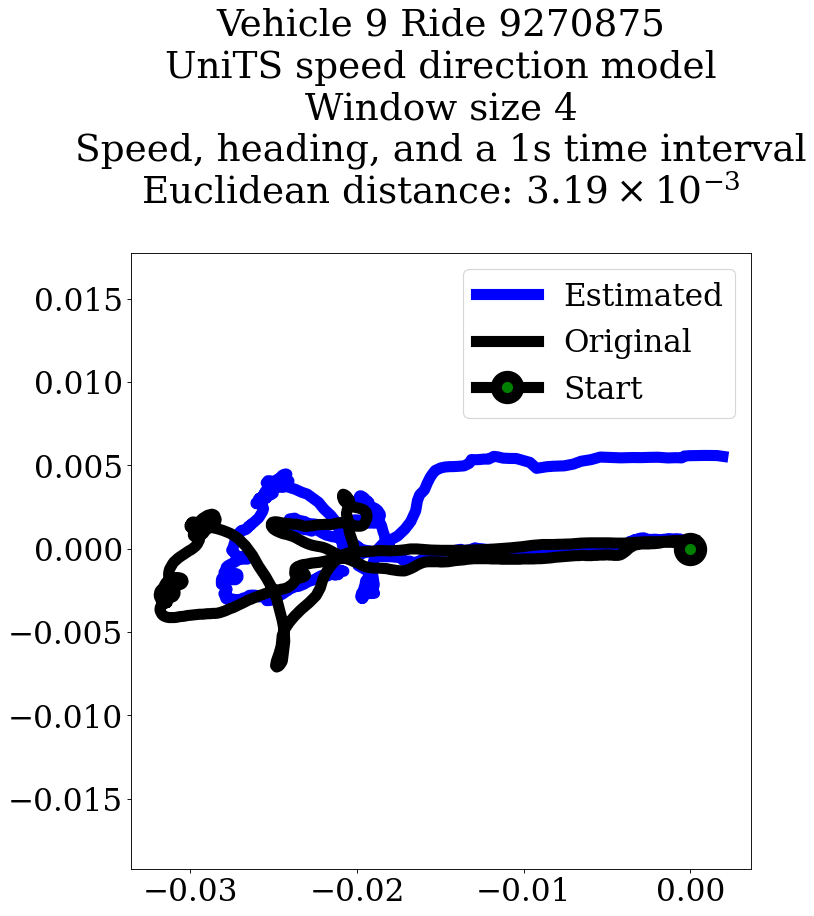 Vehicle 9 Ride 9270875
UniTS speed direction model
Window size 4
Speed, heading, and a 1s time interval
Euclidean distance: 3.19 × 10⁻³
Estimated
Original
Start
0.015
0.010
0.005
0.000
−0.005
−0.010
−0.015
−0.03 −0.02 −0.01 0.00